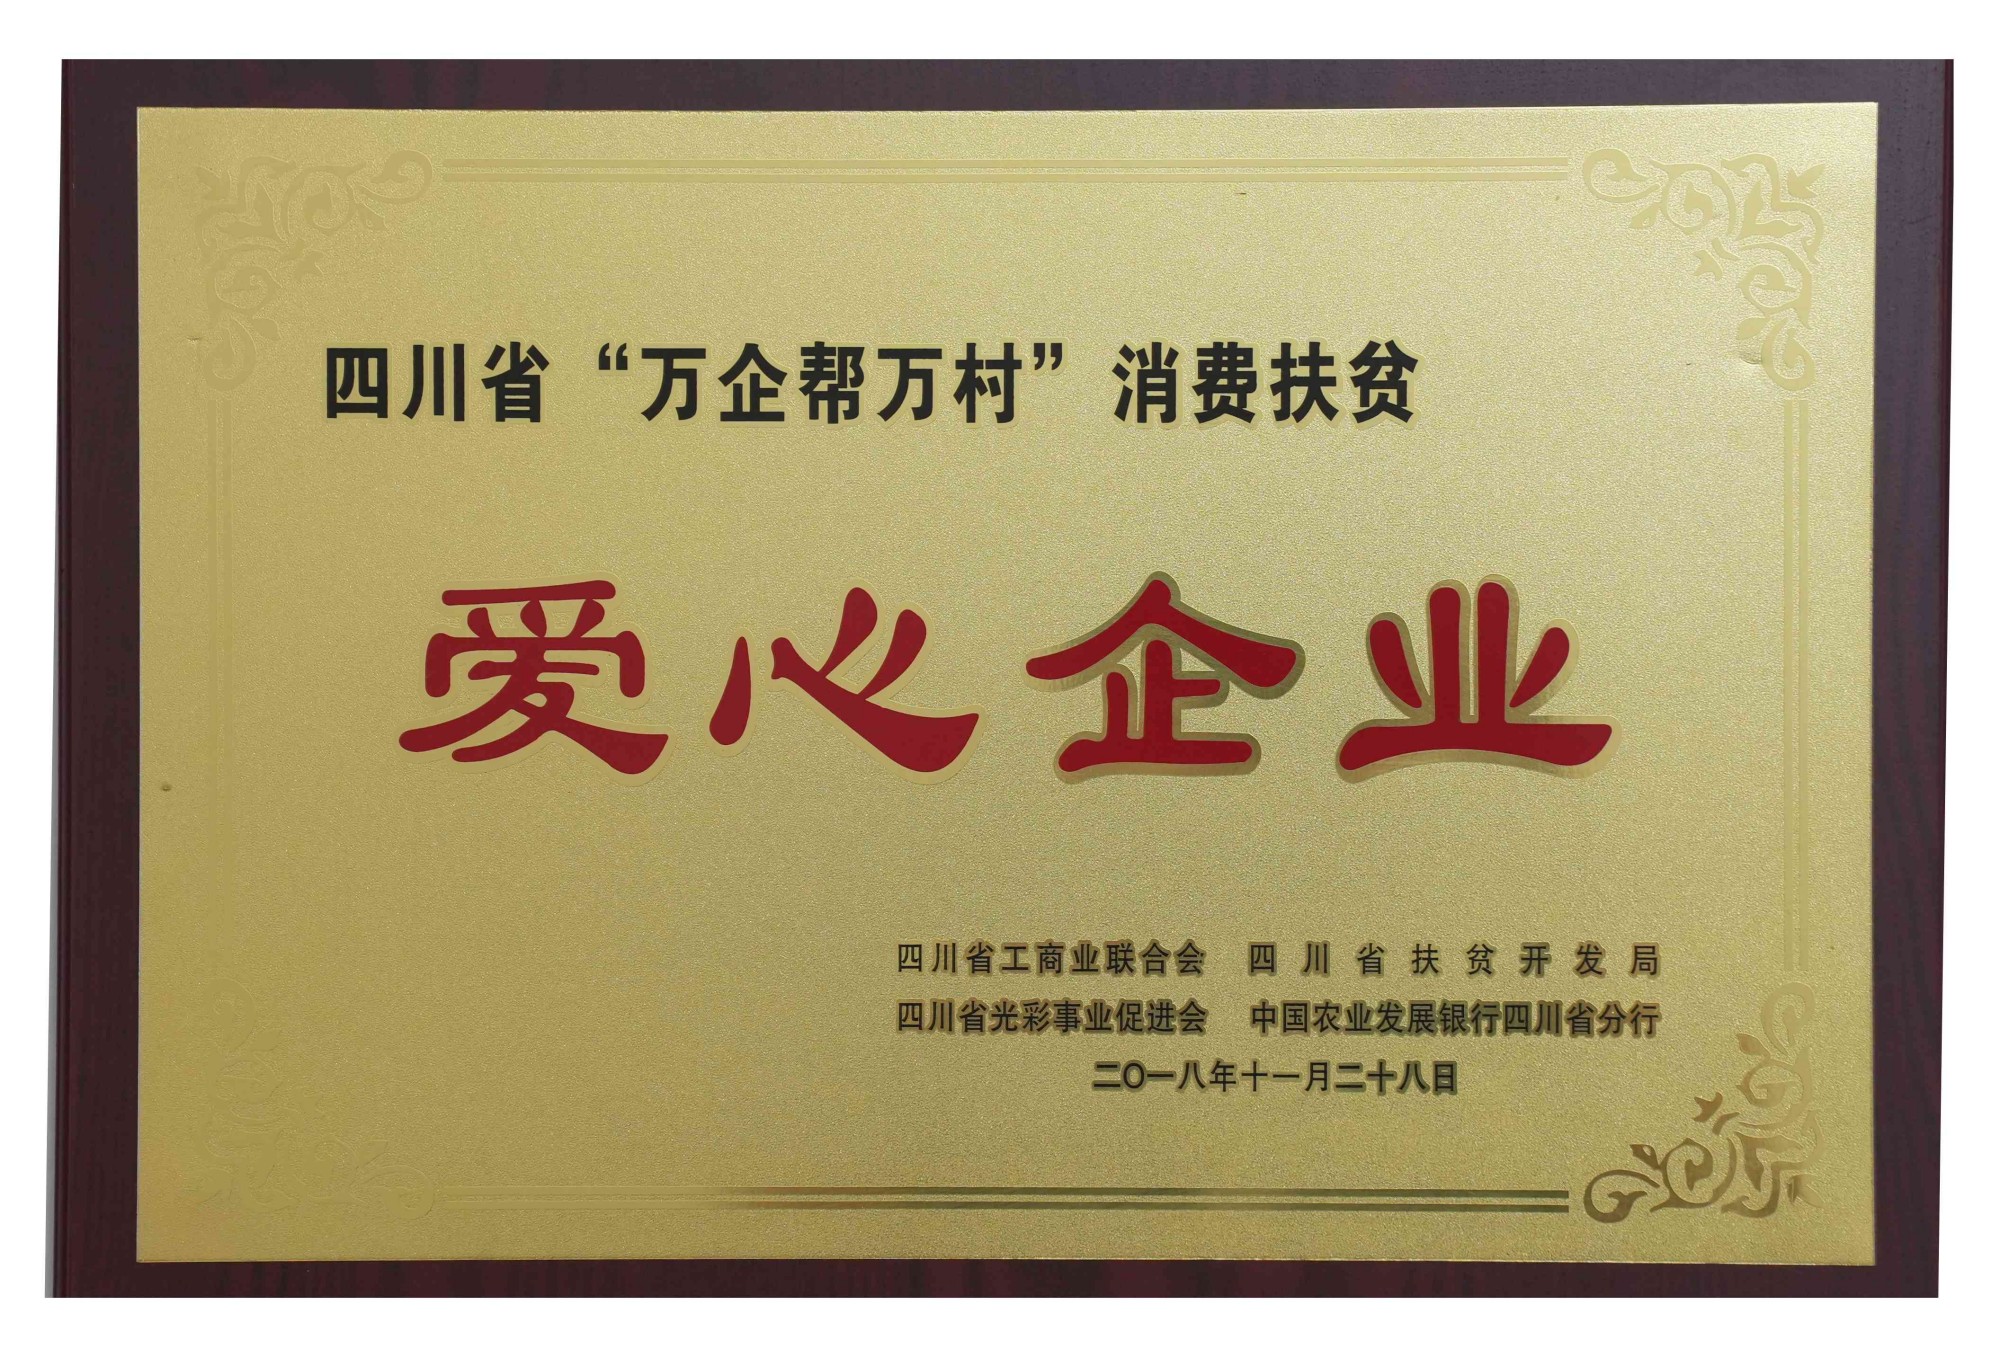 四川省“万企帮万村”消费扶贫
爱心企业
四川省工商业联合会 四川省扶贫开发局
四川省光彩事业促进会 中国农业发展银行四川省分行
二〇一八年十一月二十八日